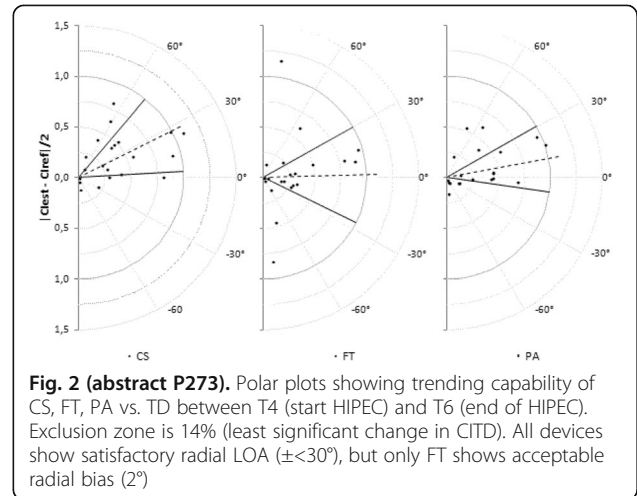 1,5
1,0
0,5
0,0
0,5
1,0
1,5
|CIest - CIref|/2
60°
30°
0°
-30°
-60
• CS
60°
30°
0°
-30°
-60°
• FT
60°
30°
0°
-30°
-60°
• PA
Fig. 2 (abstract P273). Polar plots showing trending capability of
CS, FT, PA vs. TD between T4 (start HIPEC) and T6 (end of HIPEC).
Exclusion zone is 14% (least significant change in CITD). All devices
show satisfactory radial LOA (±<30°), but only FT shows acceptable
radial bias (2°)